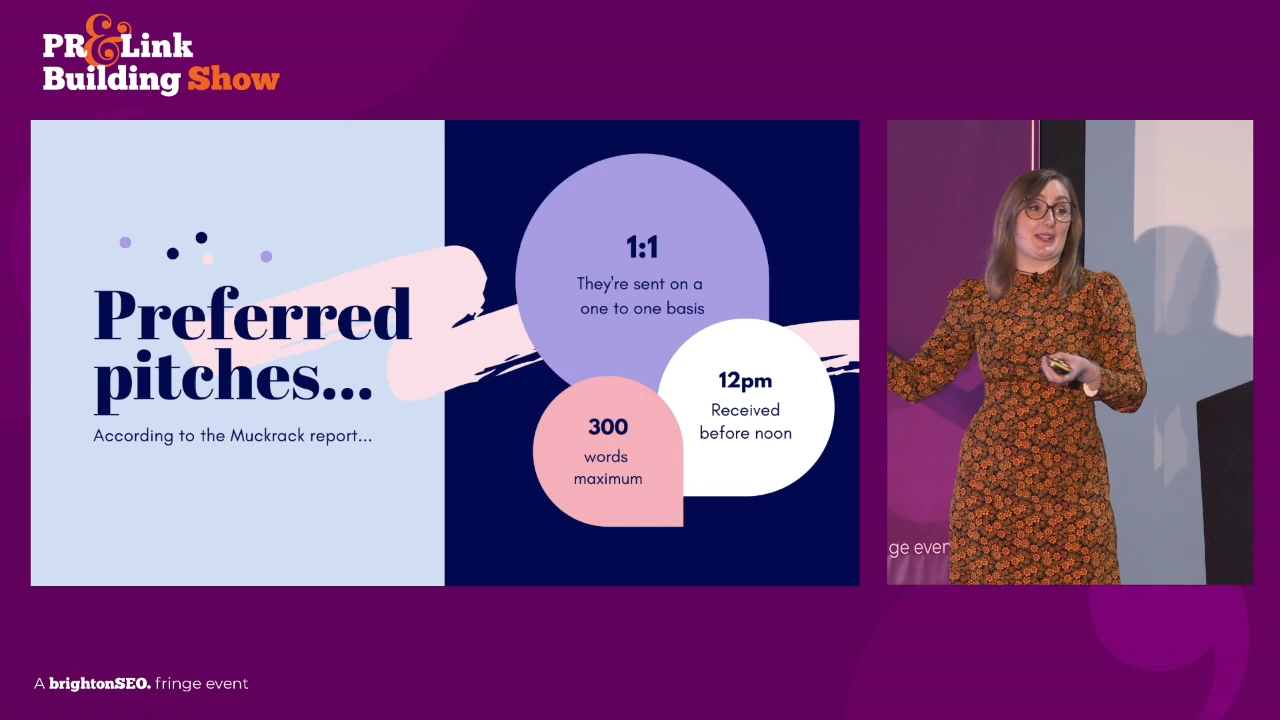 PR & Link
Building Show
Preferred
pitches...
According to the Muckrack report...
1:1
They're sent on a
one to one basis
12pm
Received
before noon
300
words
maximum
ge even
A brightonSEO. fringe event